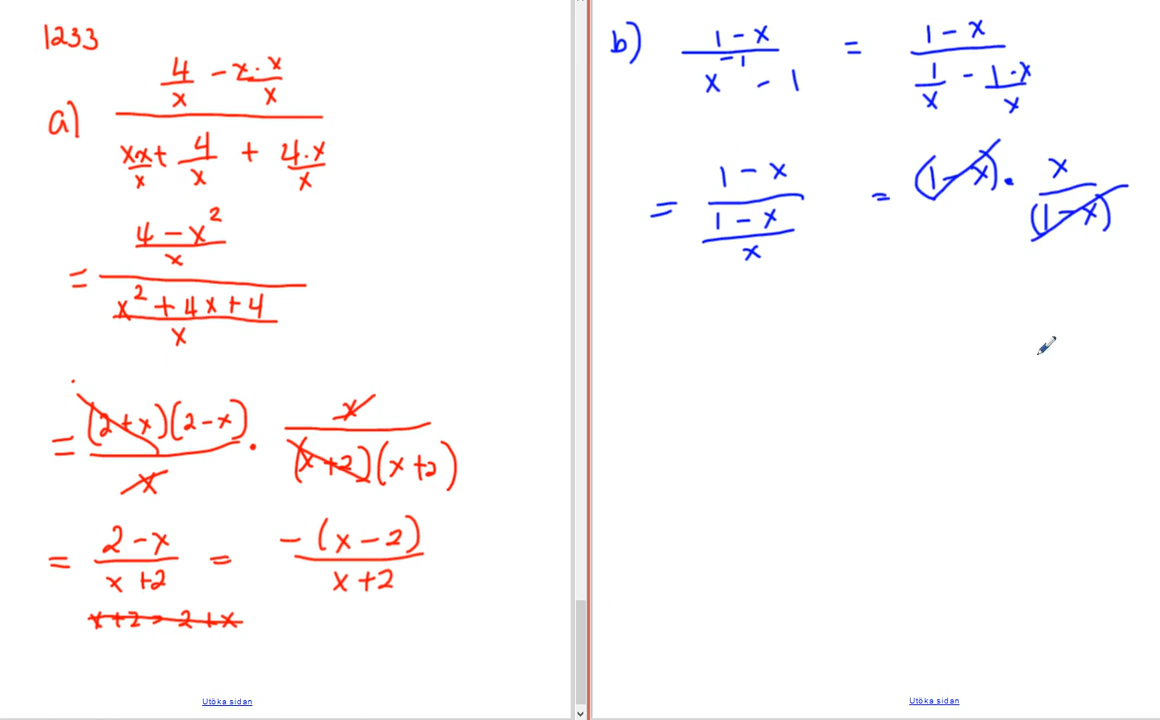 1233
a) (4/x - x·x/x) / (x·x/x + 4/x + 4·x/x)
= ((4 - x²)/x) / ((x² + 4x + 4)/x)
= (2+x)(2-x)/x · x/((x+2)(x+2))
= (2-x)/(x+2) = -(x-2)/(x+2)
x+2 = 2+x
Utöka sidan
b) (1-x)/(x⁻¹ - 1) = (1-x)/(1/x - 1·x/x)
= (1-x)/((1-x)/x) = (1-x) · x/(1-x)
Utöka sidan